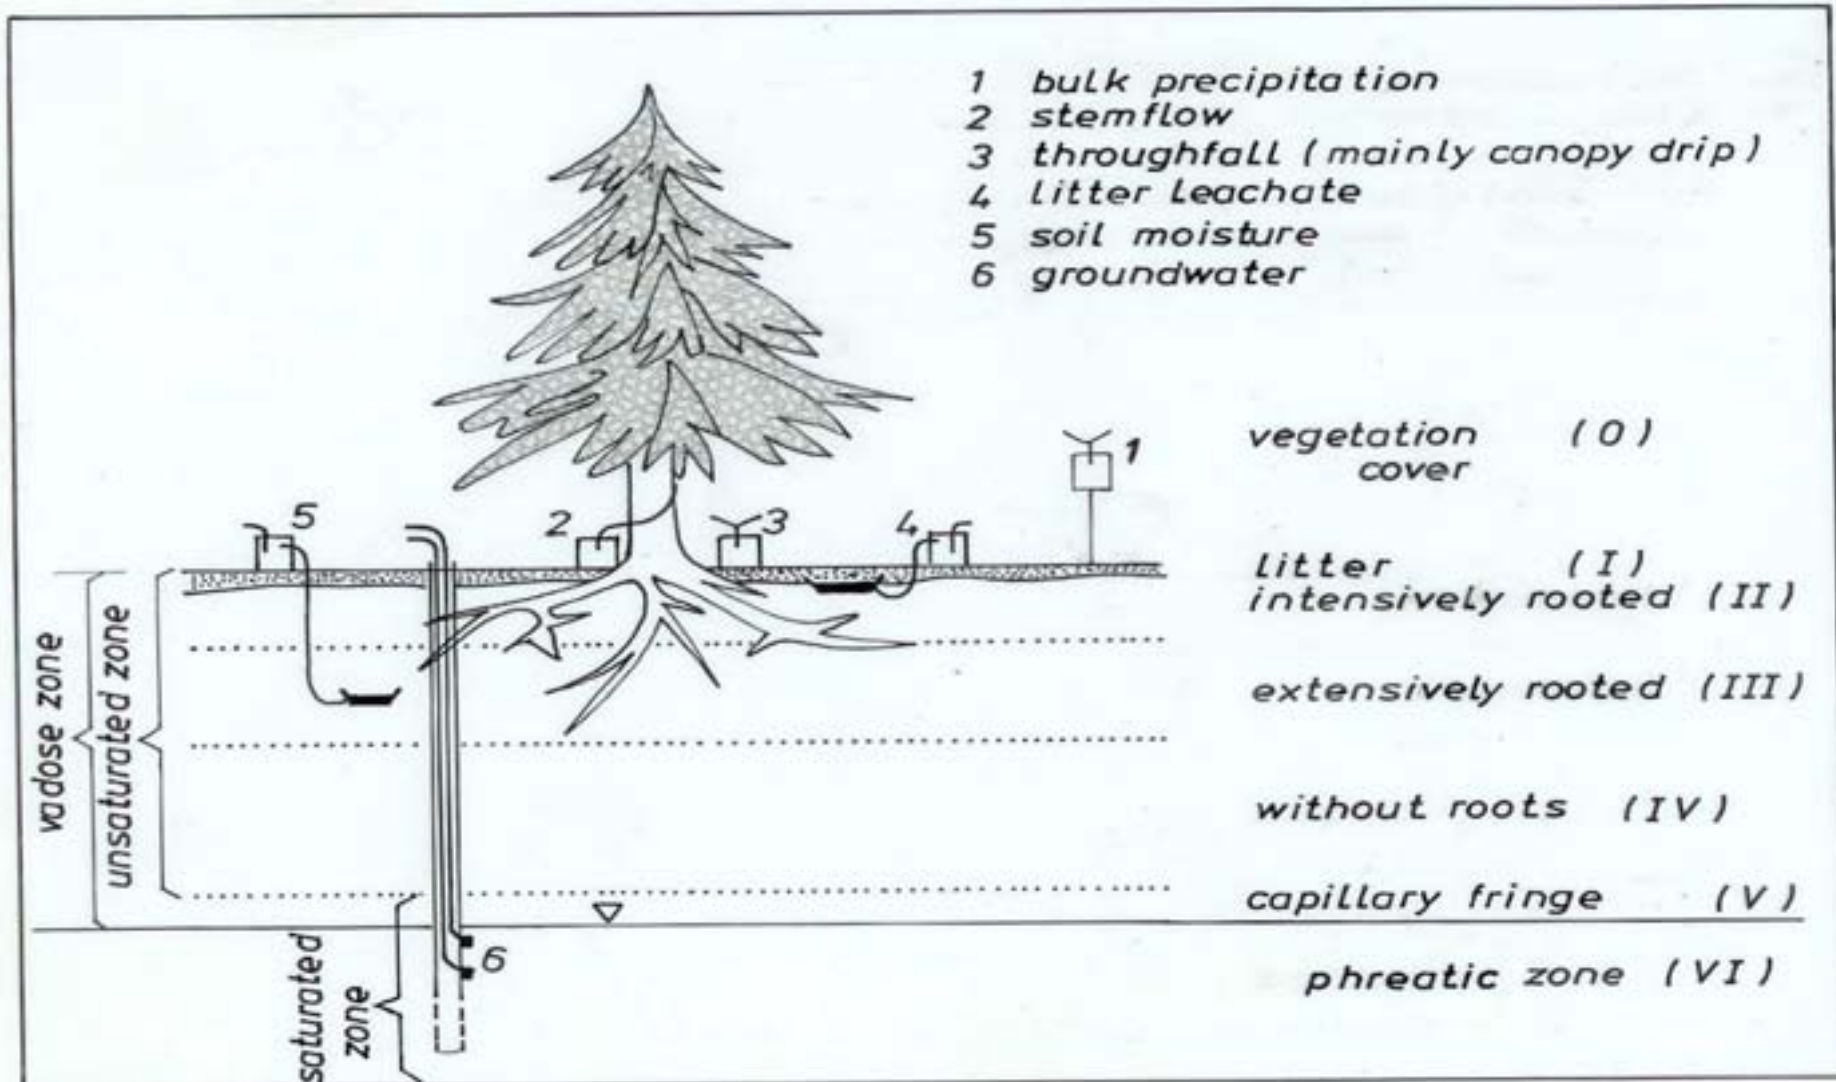 1 bulk precipitation
2 stemflow
3 throughfall (mainly canopy drip)
4 litter leachate
5 soil moisture
6 groundwater
1
vegetation (0)
cover
5
2
3
4
litter (I)
intensively rooted (II)
extensively rooted (III)
without roots (IV)
capillary fringe (V)
6
phreatic zone (VI)
vadose zone
unsaturated zone
saturated
zone